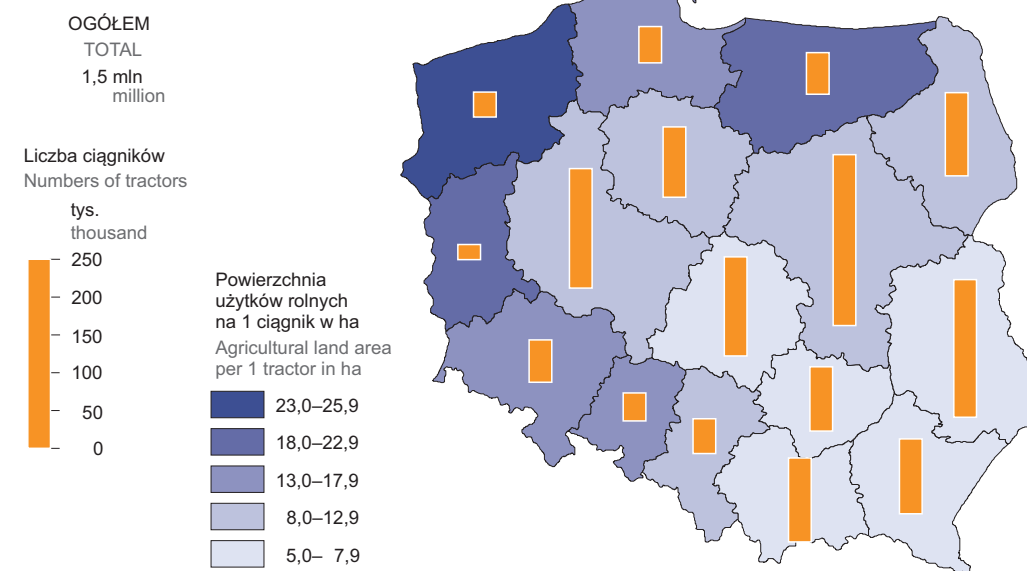 OGÓŁEM
TOTAL
1,5 mln
million
Liczba ciągników
Numbers of tractors
tys.
thousand
250
200
150
100
50
0
Powierzchnia
użytków rolnych
na 1 ciągnik w ha
Agricultural land area
per 1 tractor in ha
23,0–25,9
18,0–22,9
13,0–17,9
8,0–12,9
5,0– 7,9